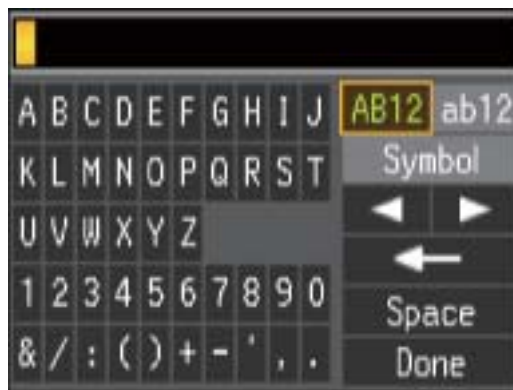 A B C D E F G H I J AB12 ab12
K L M N O P Q R S T Symbol
U V W X Y Z
1 2 3 4 5 6 7 8 9 0 Space
& / : ( ) + - ' , . Done